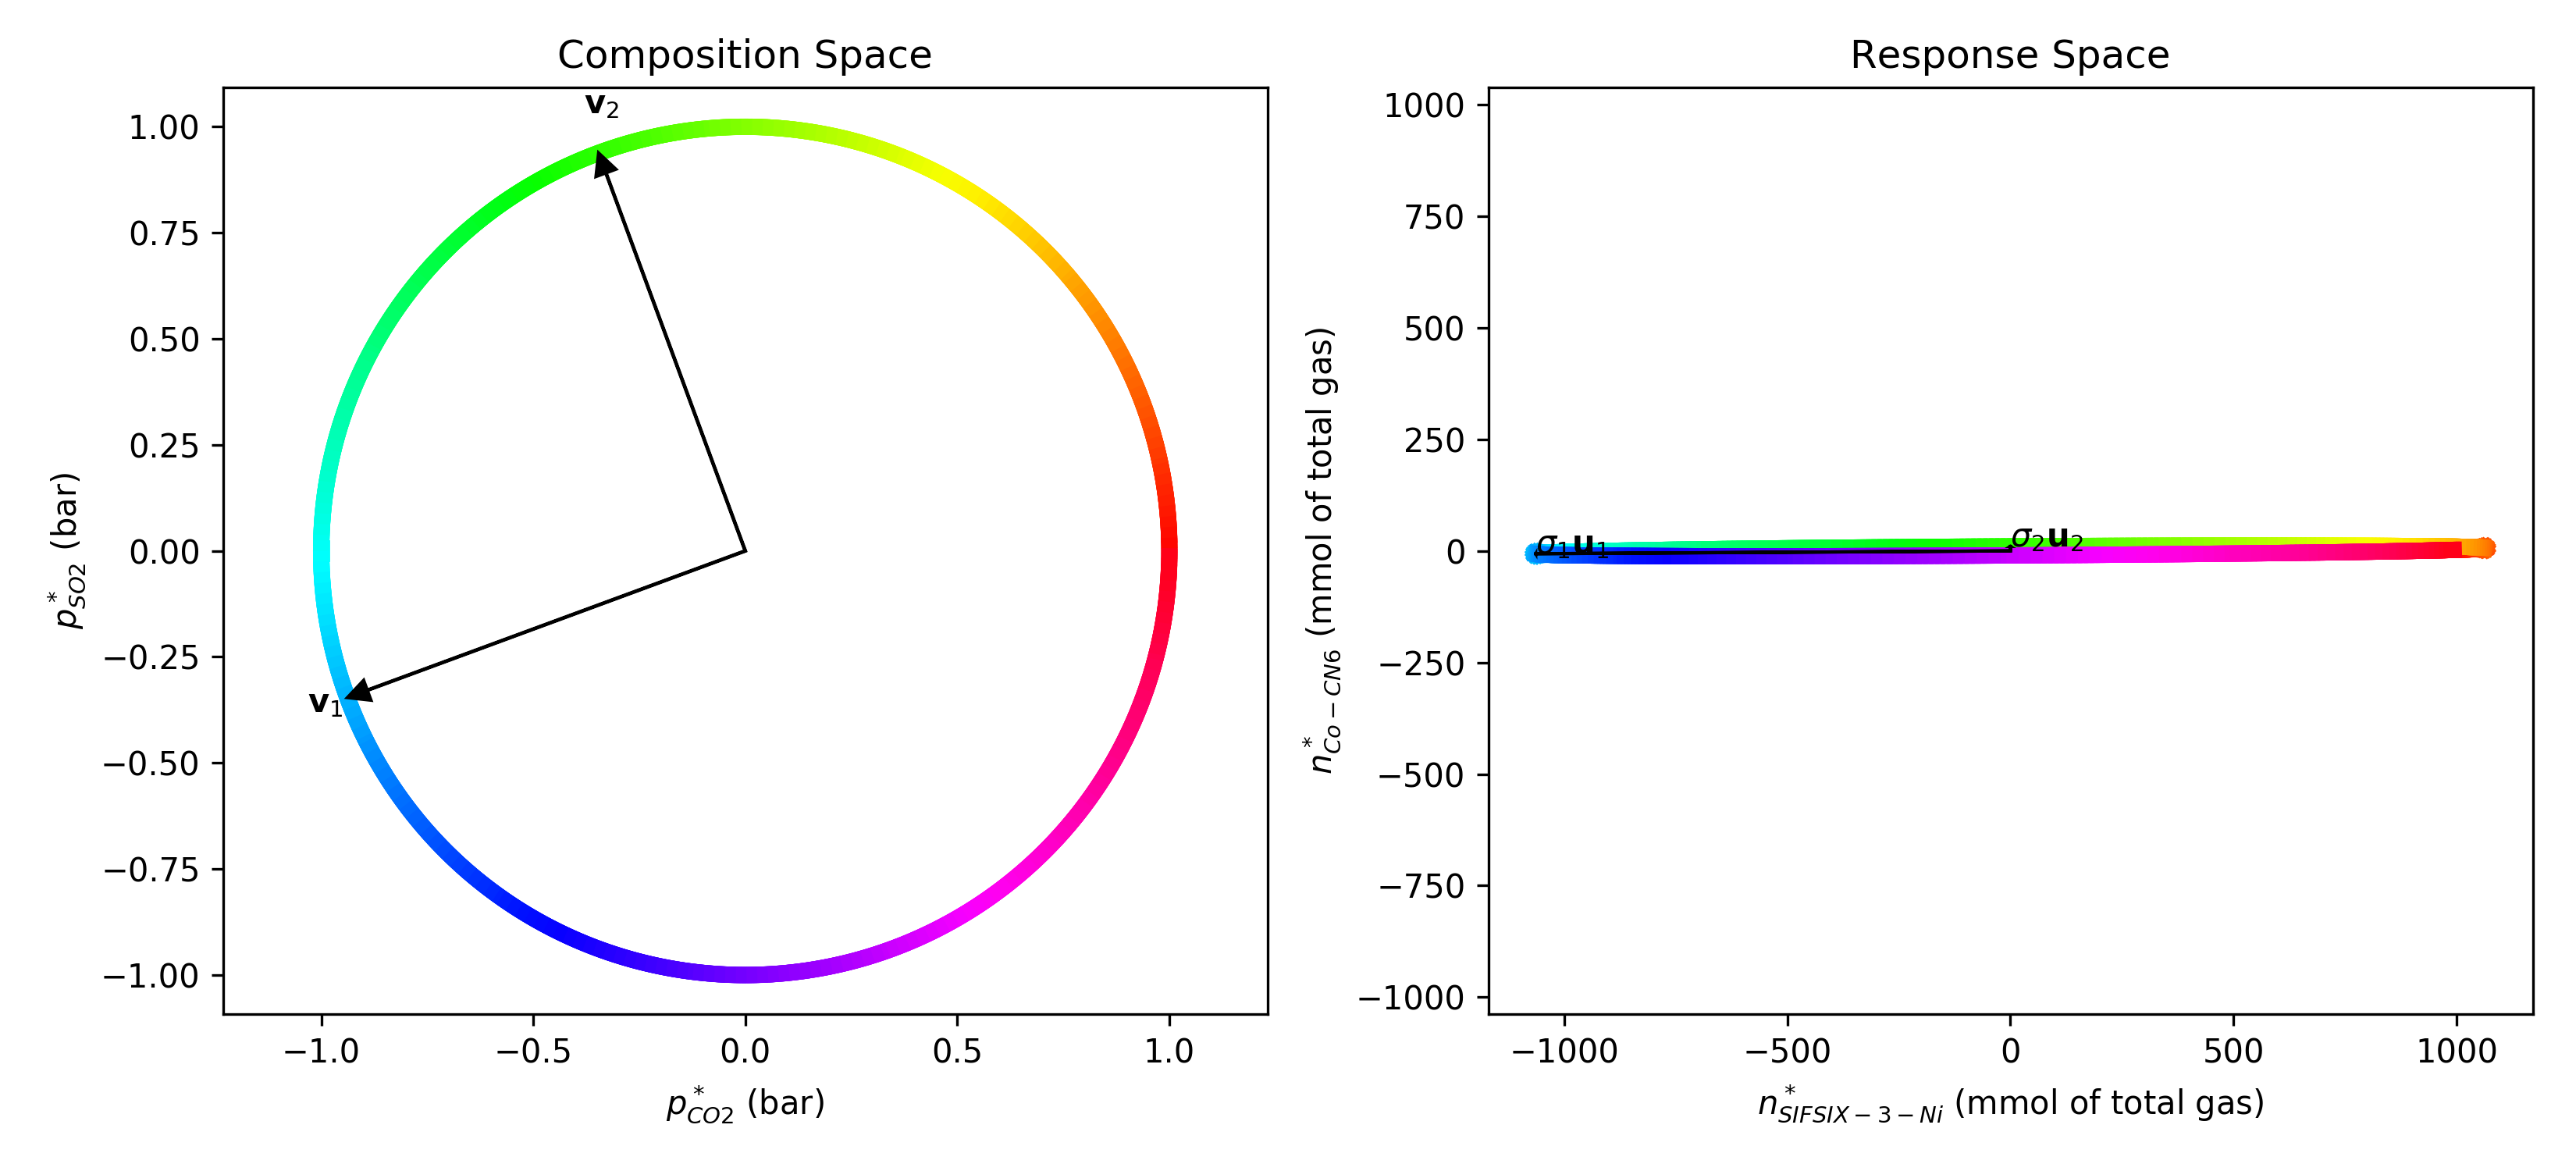 Composition Space
v₂
1.00
0.75
0.50
0.25
0.00
−0.25
−0.50
−0.75
−1.00
v₁
p*SO2 (bar)
−1.0 −0.5 0.0 0.5 1.0
p*CO2 (bar)
Response Space
1000
750
500
250
0
−250
−500
−750
−1000
σ₁u₁
σ₂u₂
n*Co−CN6 (mmol of total gas)
−1000 −500 0 500 1000
n*SIFSIX−3−Ni (mmol of total gas)